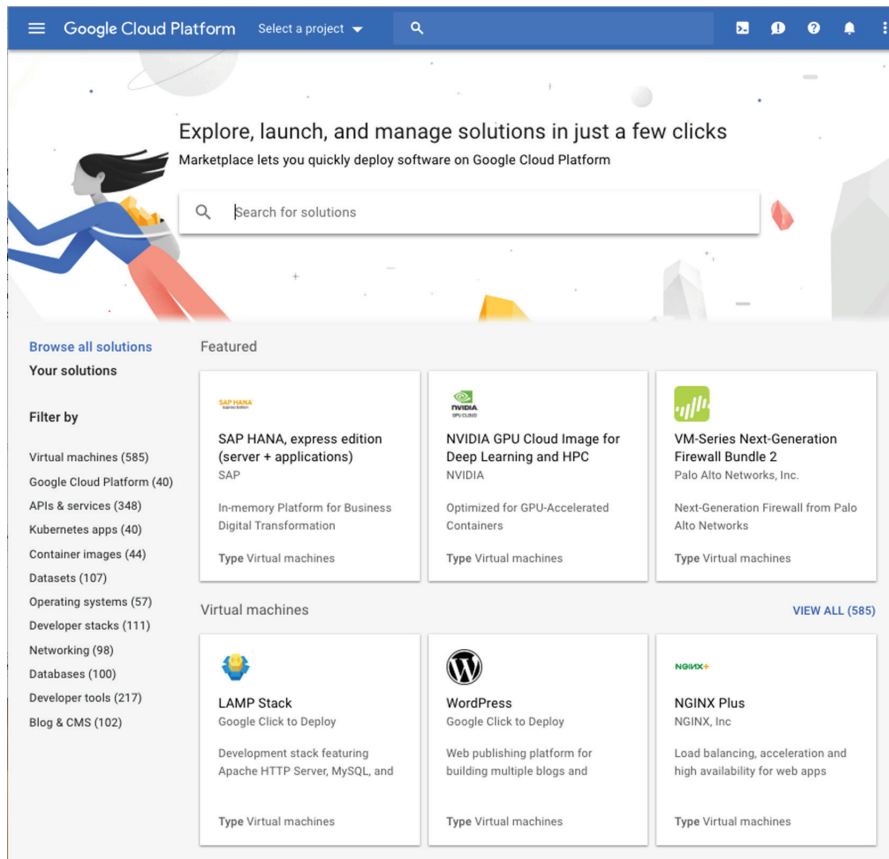 Google Cloud Platform
Select a project
Explore, launch, and manage solutions in just a few clicks
Marketplace lets you quickly deploy software on Google Cloud Platform
Search for solutions
Browse all solutions
Your solutions
Filter by
Virtual machines (585)
Google Cloud Platform (40)
APIs & services (348)
Kubernetes apps (40)
Container images (44)
Datasets (107)
Operating systems (57)
Developer stacks (111)
Networking (98)
Databases (100)
Developer tools (217)
Blog & CMS (102)
Featured
SAP HANA
express edition
SAP HANA, express edition
(server + applications)
SAP
In-memory Platform for Business
Digital Transformation
Type Virtual machines
NVIDIA
GPU CLOUD
NVIDIA GPU Cloud Image for
Deep Learning and HPC
NVIDIA
Optimized for GPU-Accelerated
Containers
Type Virtual machines
VM-Series Next-Generation
Firewall Bundle 2
Palo Alto Networks, Inc.
Next-Generation Firewall from Palo
Alto Networks
Type Virtual machines
Virtual machines
VIEW ALL (585)
LAMP Stack
Google Click to Deploy
Development stack featuring
Apache HTTP Server, MySQL, and
Type Virtual machines
WordPress
Google Click to Deploy
Web publishing platform for
building multiple blogs and
Type Virtual machines
NGINX+
NGINX Plus
NGINX, Inc
Load balancing, acceleration and
high availability for web apps
Type Virtual machines